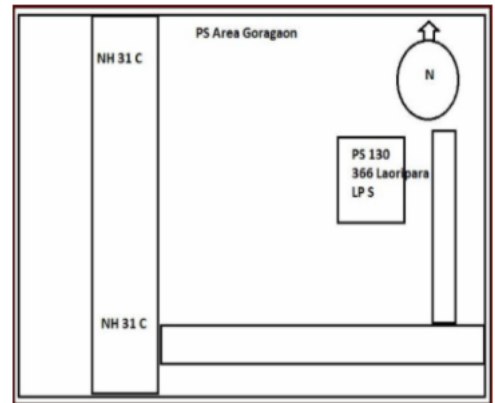 PS Area Goragaon
NH 31 C
N
PS 130
366 Laoripara
LP S
NH 31 C